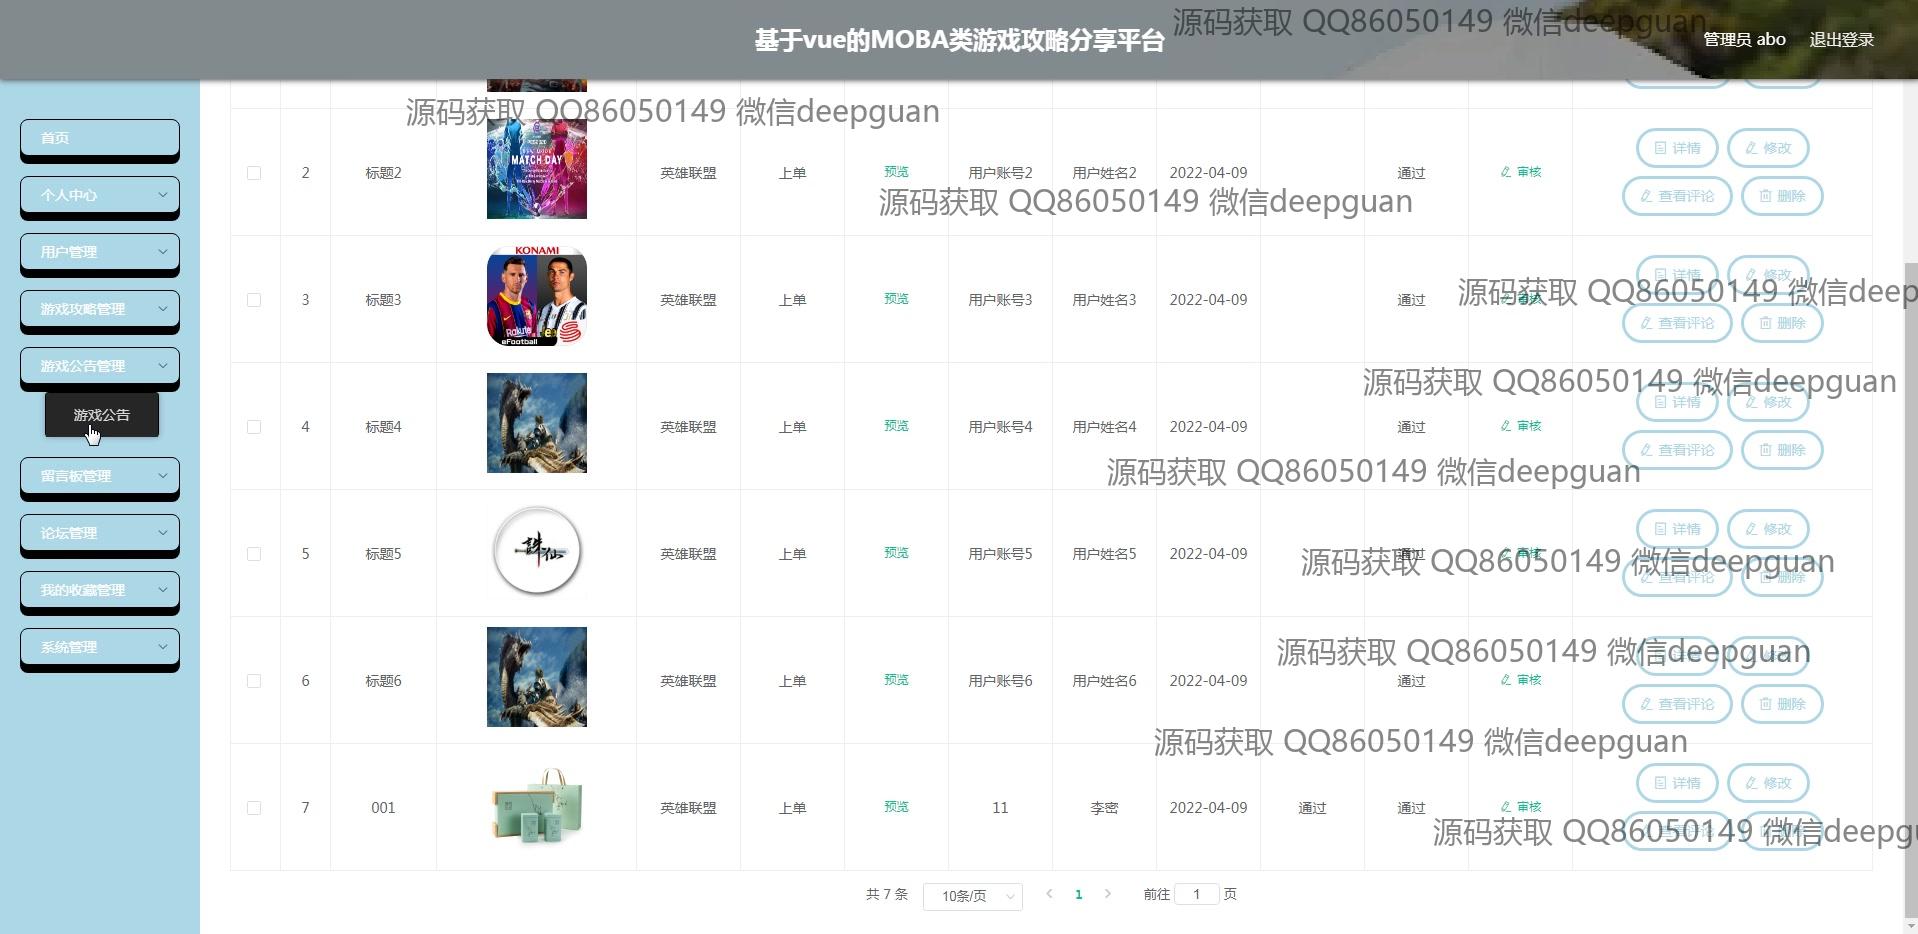 基于vue的MOBA类游戏攻略分享平台
源码获取 QQ86050149 微信deepguan
管理员 abo 退出登录
源码获取 QQ86050149 微信deepguan
首页
个人中心
用户管理
游戏攻略管理
游戏公告管理
游戏公告
留言板管理
论坛管理
我的收藏管理
系统管理
MATCH DAY
2 标题2 英雄联盟 上单 预览 用户账号2 用户姓名2 2022-04-09 通过 审核 详情 修改
查看评论 删除
源码获取 QQ86050149 微信deepguan
KONAMI
eFootball
3 标题3 英雄联盟 上单 预览 用户账号3 用户姓名3 2022-04-09 通过 审核 详情 修改
查看评论 删除
源码获取 QQ86050149 微信deep
源码获取 QQ86050149 微信deepguan
4 标题4 英雄联盟 上单 预览 用户账号4 用户姓名4 2022-04-09 通过 审核 详情 修改
查看评论 删除
源码获取 QQ86050149 微信deepguan
誅仙
5 标题5 英雄联盟 上单 预览 用户账号5 用户姓名5 2022-04-09 通过 审核 详情 修改
查看评论 删除
源码获取 QQ86050149 微信deepguan
源码获取 QQ86050149 微信deepguan
6 标题6 英雄联盟 上单 预览 用户账号6 用户姓名6 2022-04-09 通过 审核 详情 修改
查看评论 删除
源码获取 QQ86050149 微信deepguan
7 001 英雄联盟 上单 预览 11 李密 2022-04-09 通过 通过 审核 详情 修改
查看评论 删除
源码获取 QQ86050149 微信deepgu
共 7 条 10条/页 1 前往 1 页